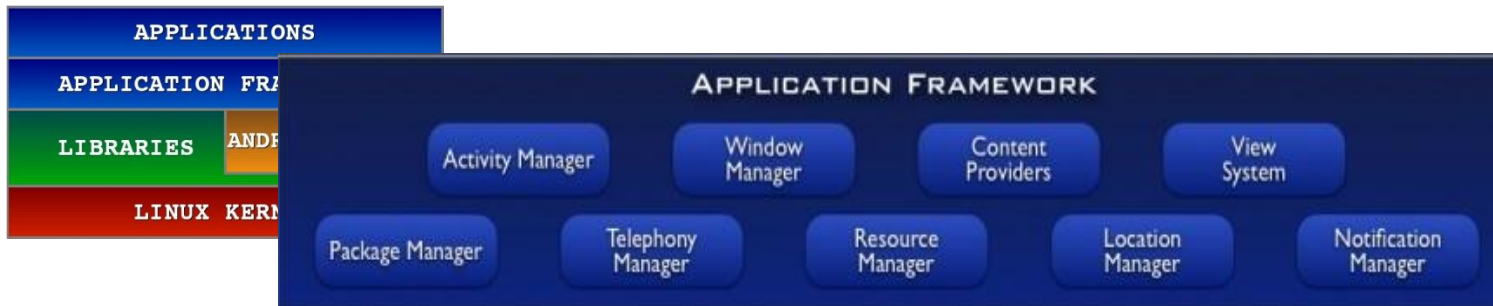 APPLICATIONS
APPLICATION FRA
LIBRARIES
ANDR
LINUX KERN
APPLICATION FRAMEWORK
Activity Manager
Window
Manager
Content
Providers
View
System
Package Manager
Telephony
Manager
Resource
Manager
Location
Manager
Notification
Manager